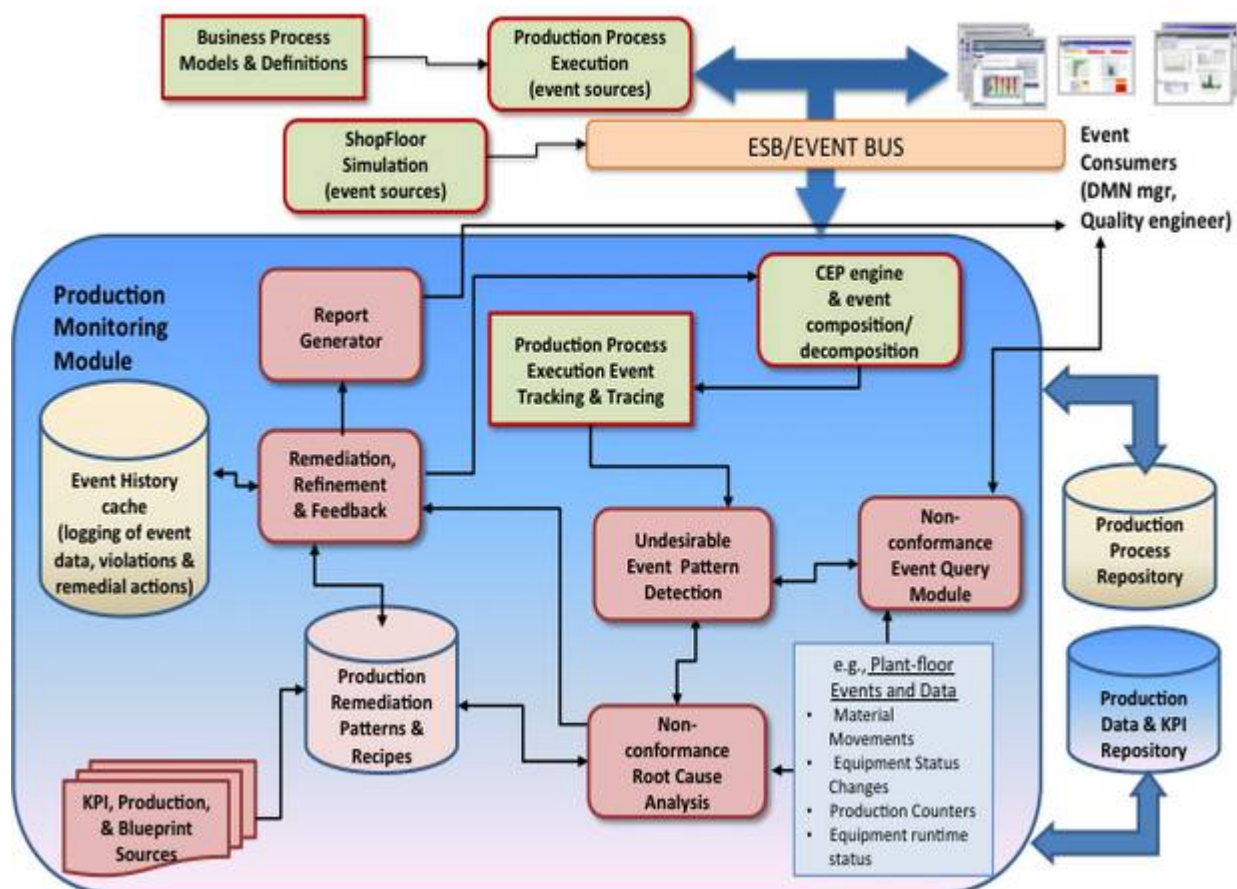 Business Process
Models & Definitions
Production Process
Execution
(event sources)
ShopFloor
Simulation
(event sources)
ESB/EVENT BUS
Event
Consumers
(DMN mgr,
Quality engineer)
Production
Monitoring
Module
Report
Generator
CEP engine
& event
composition/
decomposition
Production Process
Execution Event
Tracking & Tracing
Event History
cache
(logging of event
data, violations &
remedial actions)
Remediation,
Refinement
& Feedback
Undesirable
Event Pattern
Detection
Non-
conformance
Event Query
Module
Production
Process
Repository
Production
Remediation
Patterns &
Recipes
Non-
conformance
Root Cause
Analysis
e.g., Plant-floor
Events and Data
• Material
Movements
• Equipment Status
Changes
• Production Counters
• Equipment runtime
status
Production
Data & KPI
Repository
KPI, Production,
& Blueprint
Sources